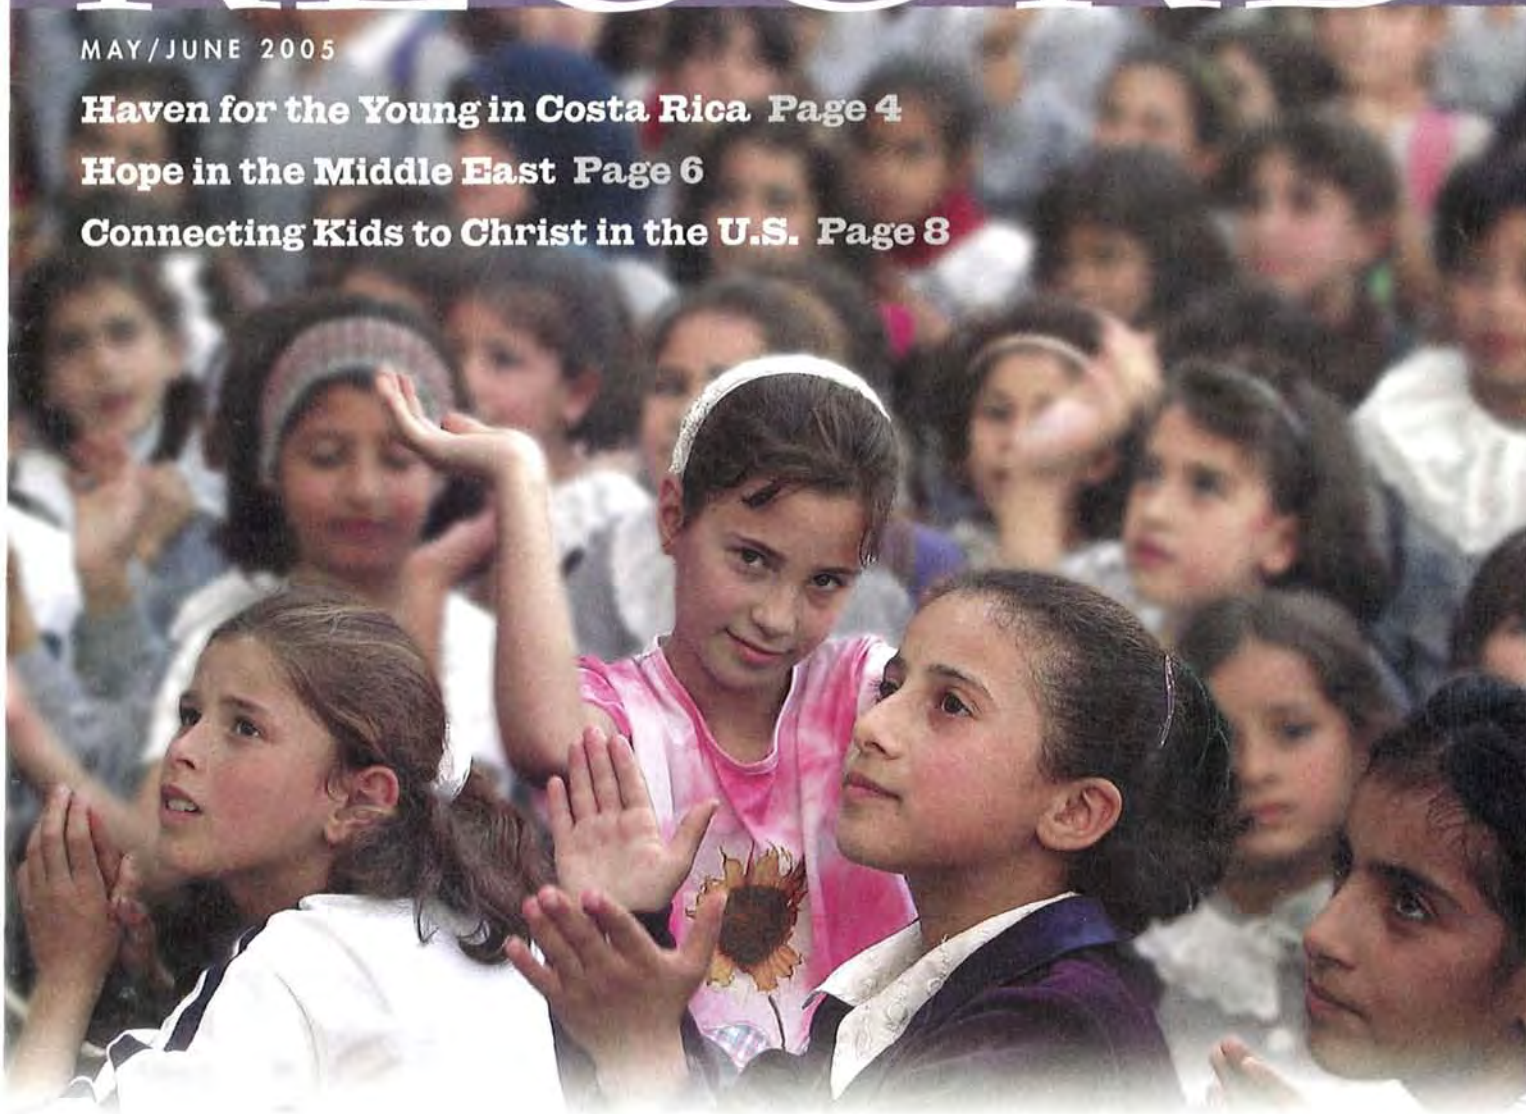 MAY/JUNE 2005
Haven for the Young in Costa Rica Page 4
Hope in the Middle East Page 6
Connecting Kids to Christ in the U.S. Page 8